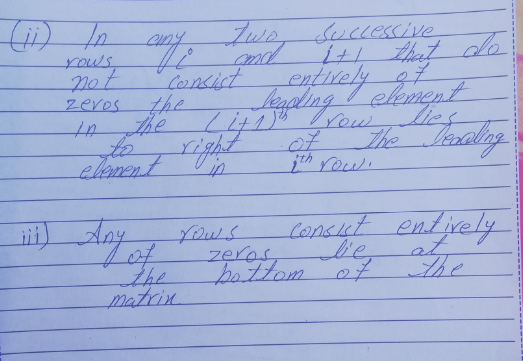 (ii) In any two successive
rows, i and i+1 that do
not consist entirely of
zeros the leading element
in the (i+1)th row lies
to right of the leading
element in ith row.
iii) Any rows consist entirely
of zeros lie at
the bottom of the
matrix